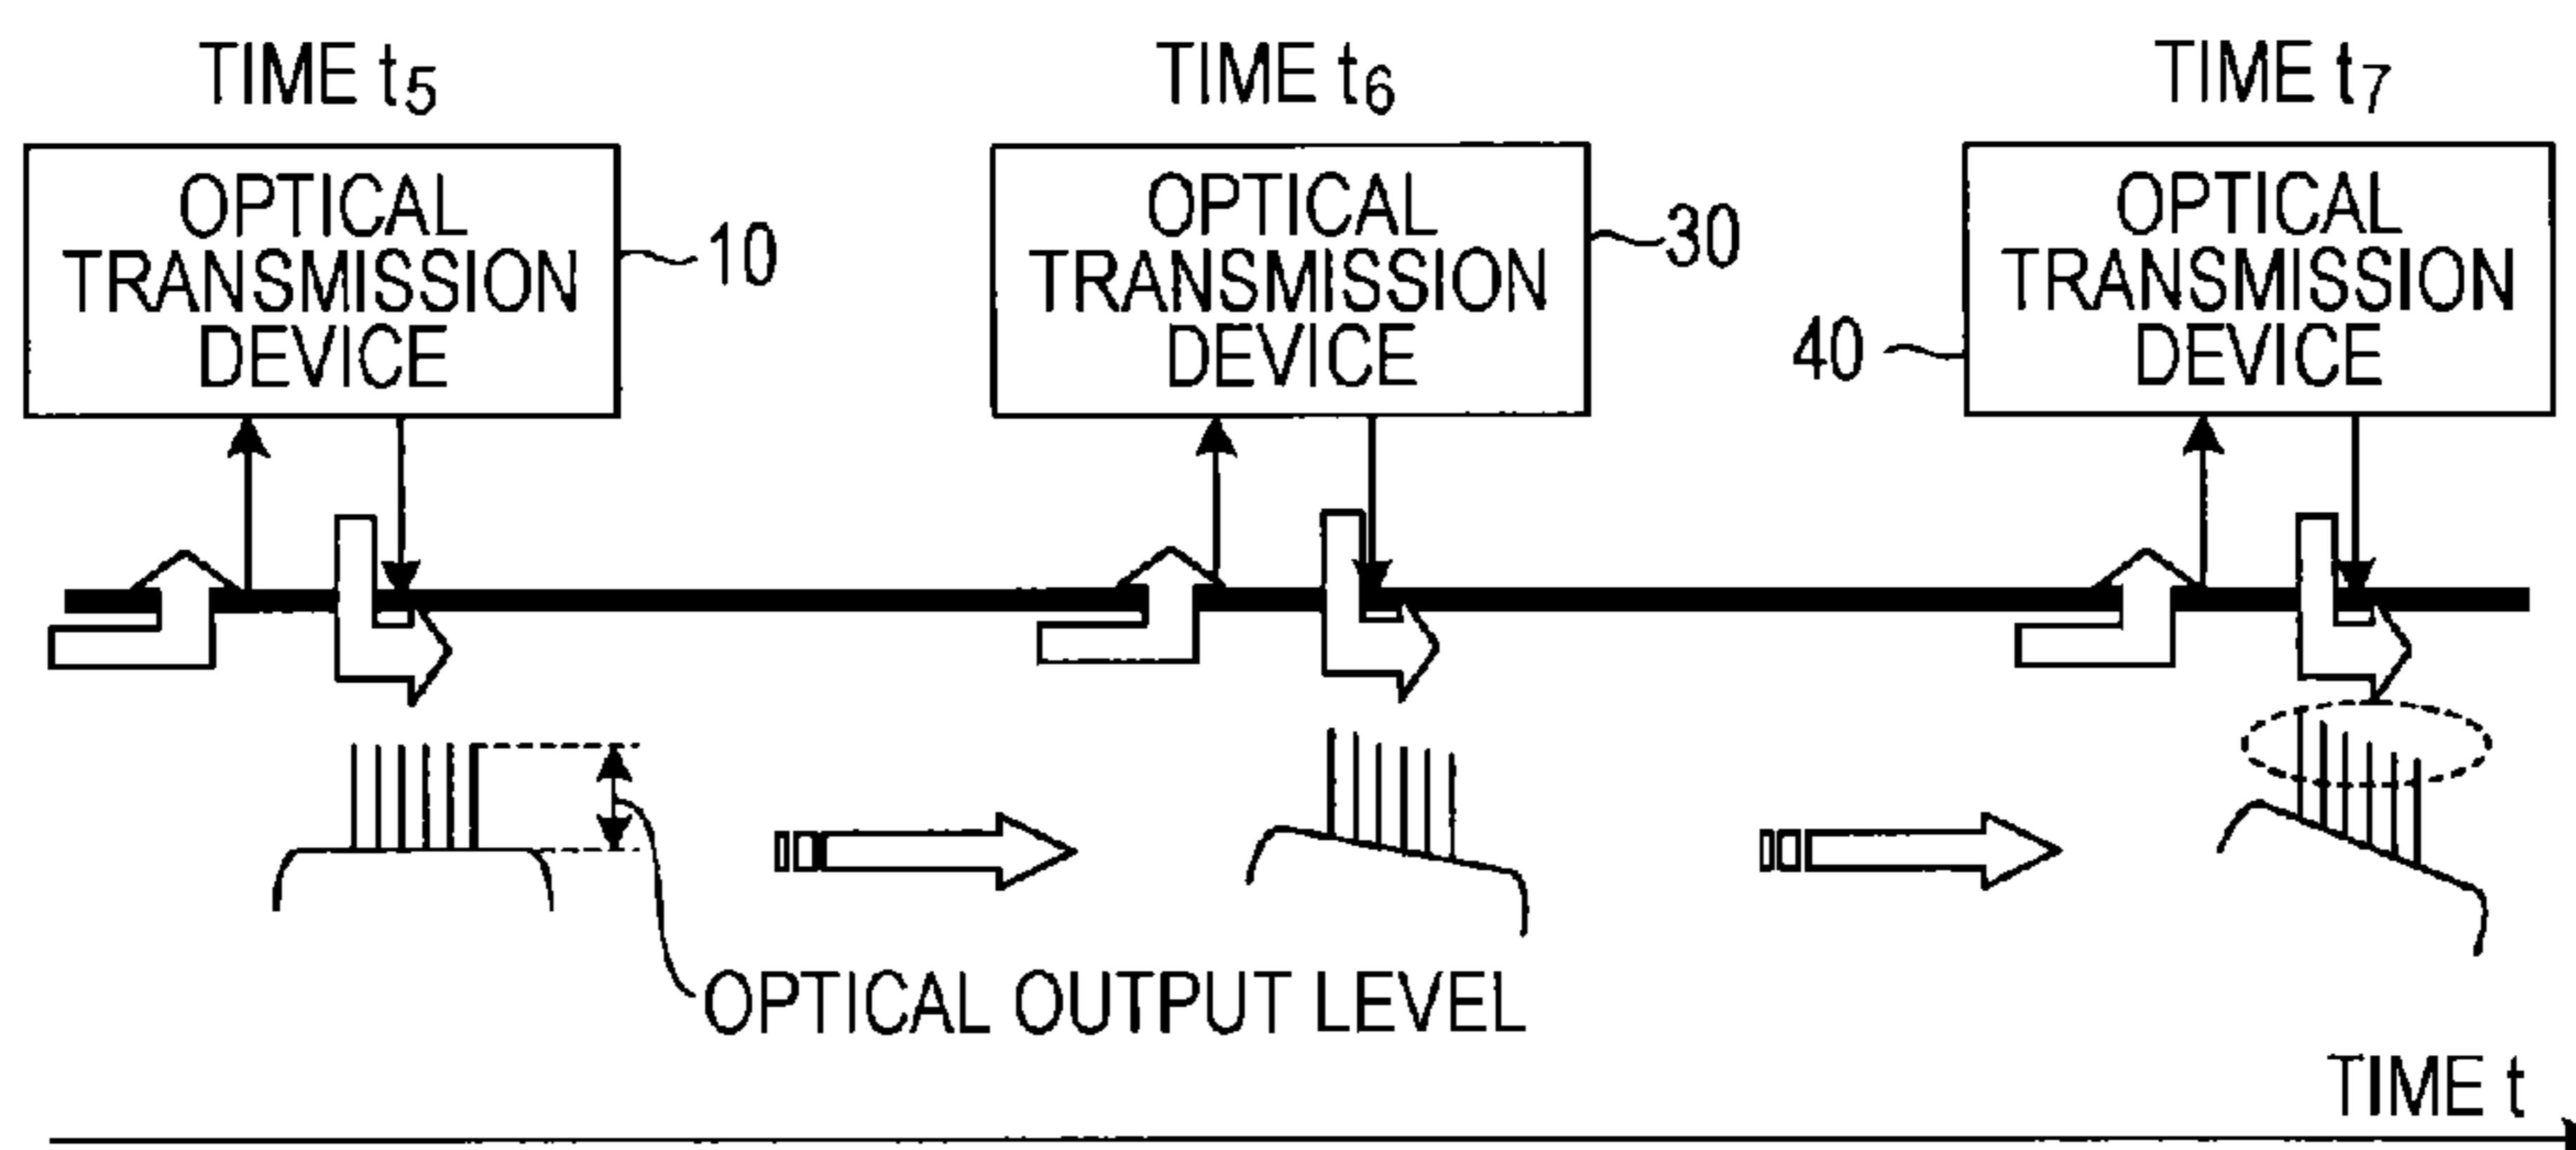 TIME t5
TIME t6
TIME t7
OPTICAL
TRANSMISSION
DEVICE
10
OPTICAL
TRANSMISSION
DEVICE
30
40
OPTICAL
TRANSMISSION
DEVICE
OPTICAL OUTPUT LEVEL
TIME t